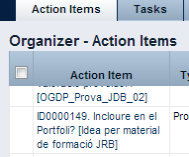 Action Items
Tasks
Organizer - Action Items
Action Item
[OGDP_Prova_JDB_02]
ID0000149. Incloure en el
Portfoli? [Idea per material
de formació JRB]